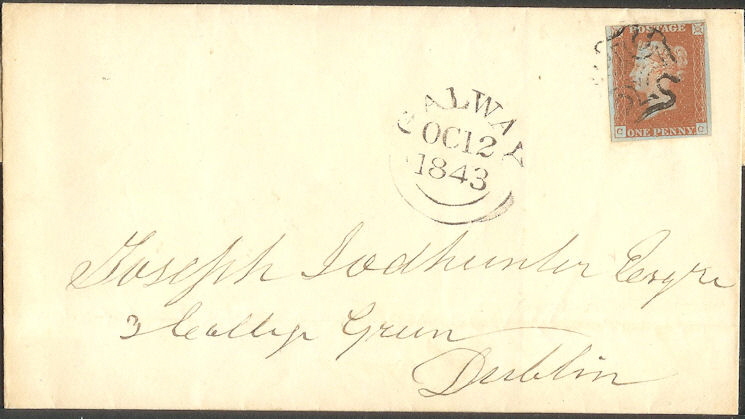 POSTAGE
C ONE PENNY C
GALWAY
OC12
1843
Joseph Todhunter Esqre
3 College Green
Dublin